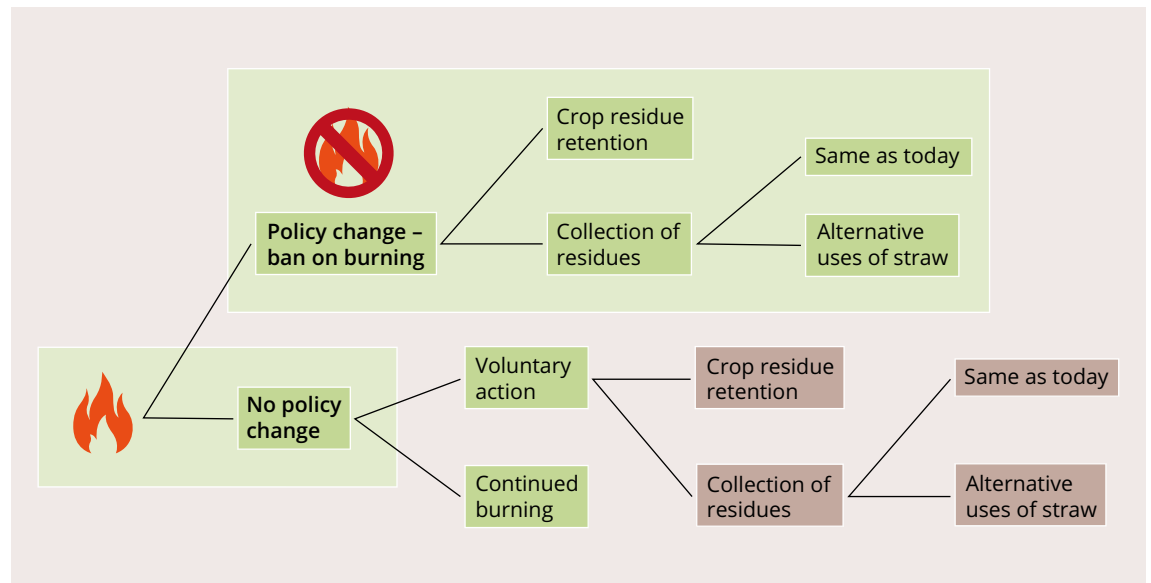 Crop residue
retention
Same as today
Policy change –
ban on burning
Collection of
residues
Alternative
uses of straw
No policy
change
Voluntary
action
Crop residue
retention
Same as today
Continued
burning
Collection of
residues
Alternative
uses of straw